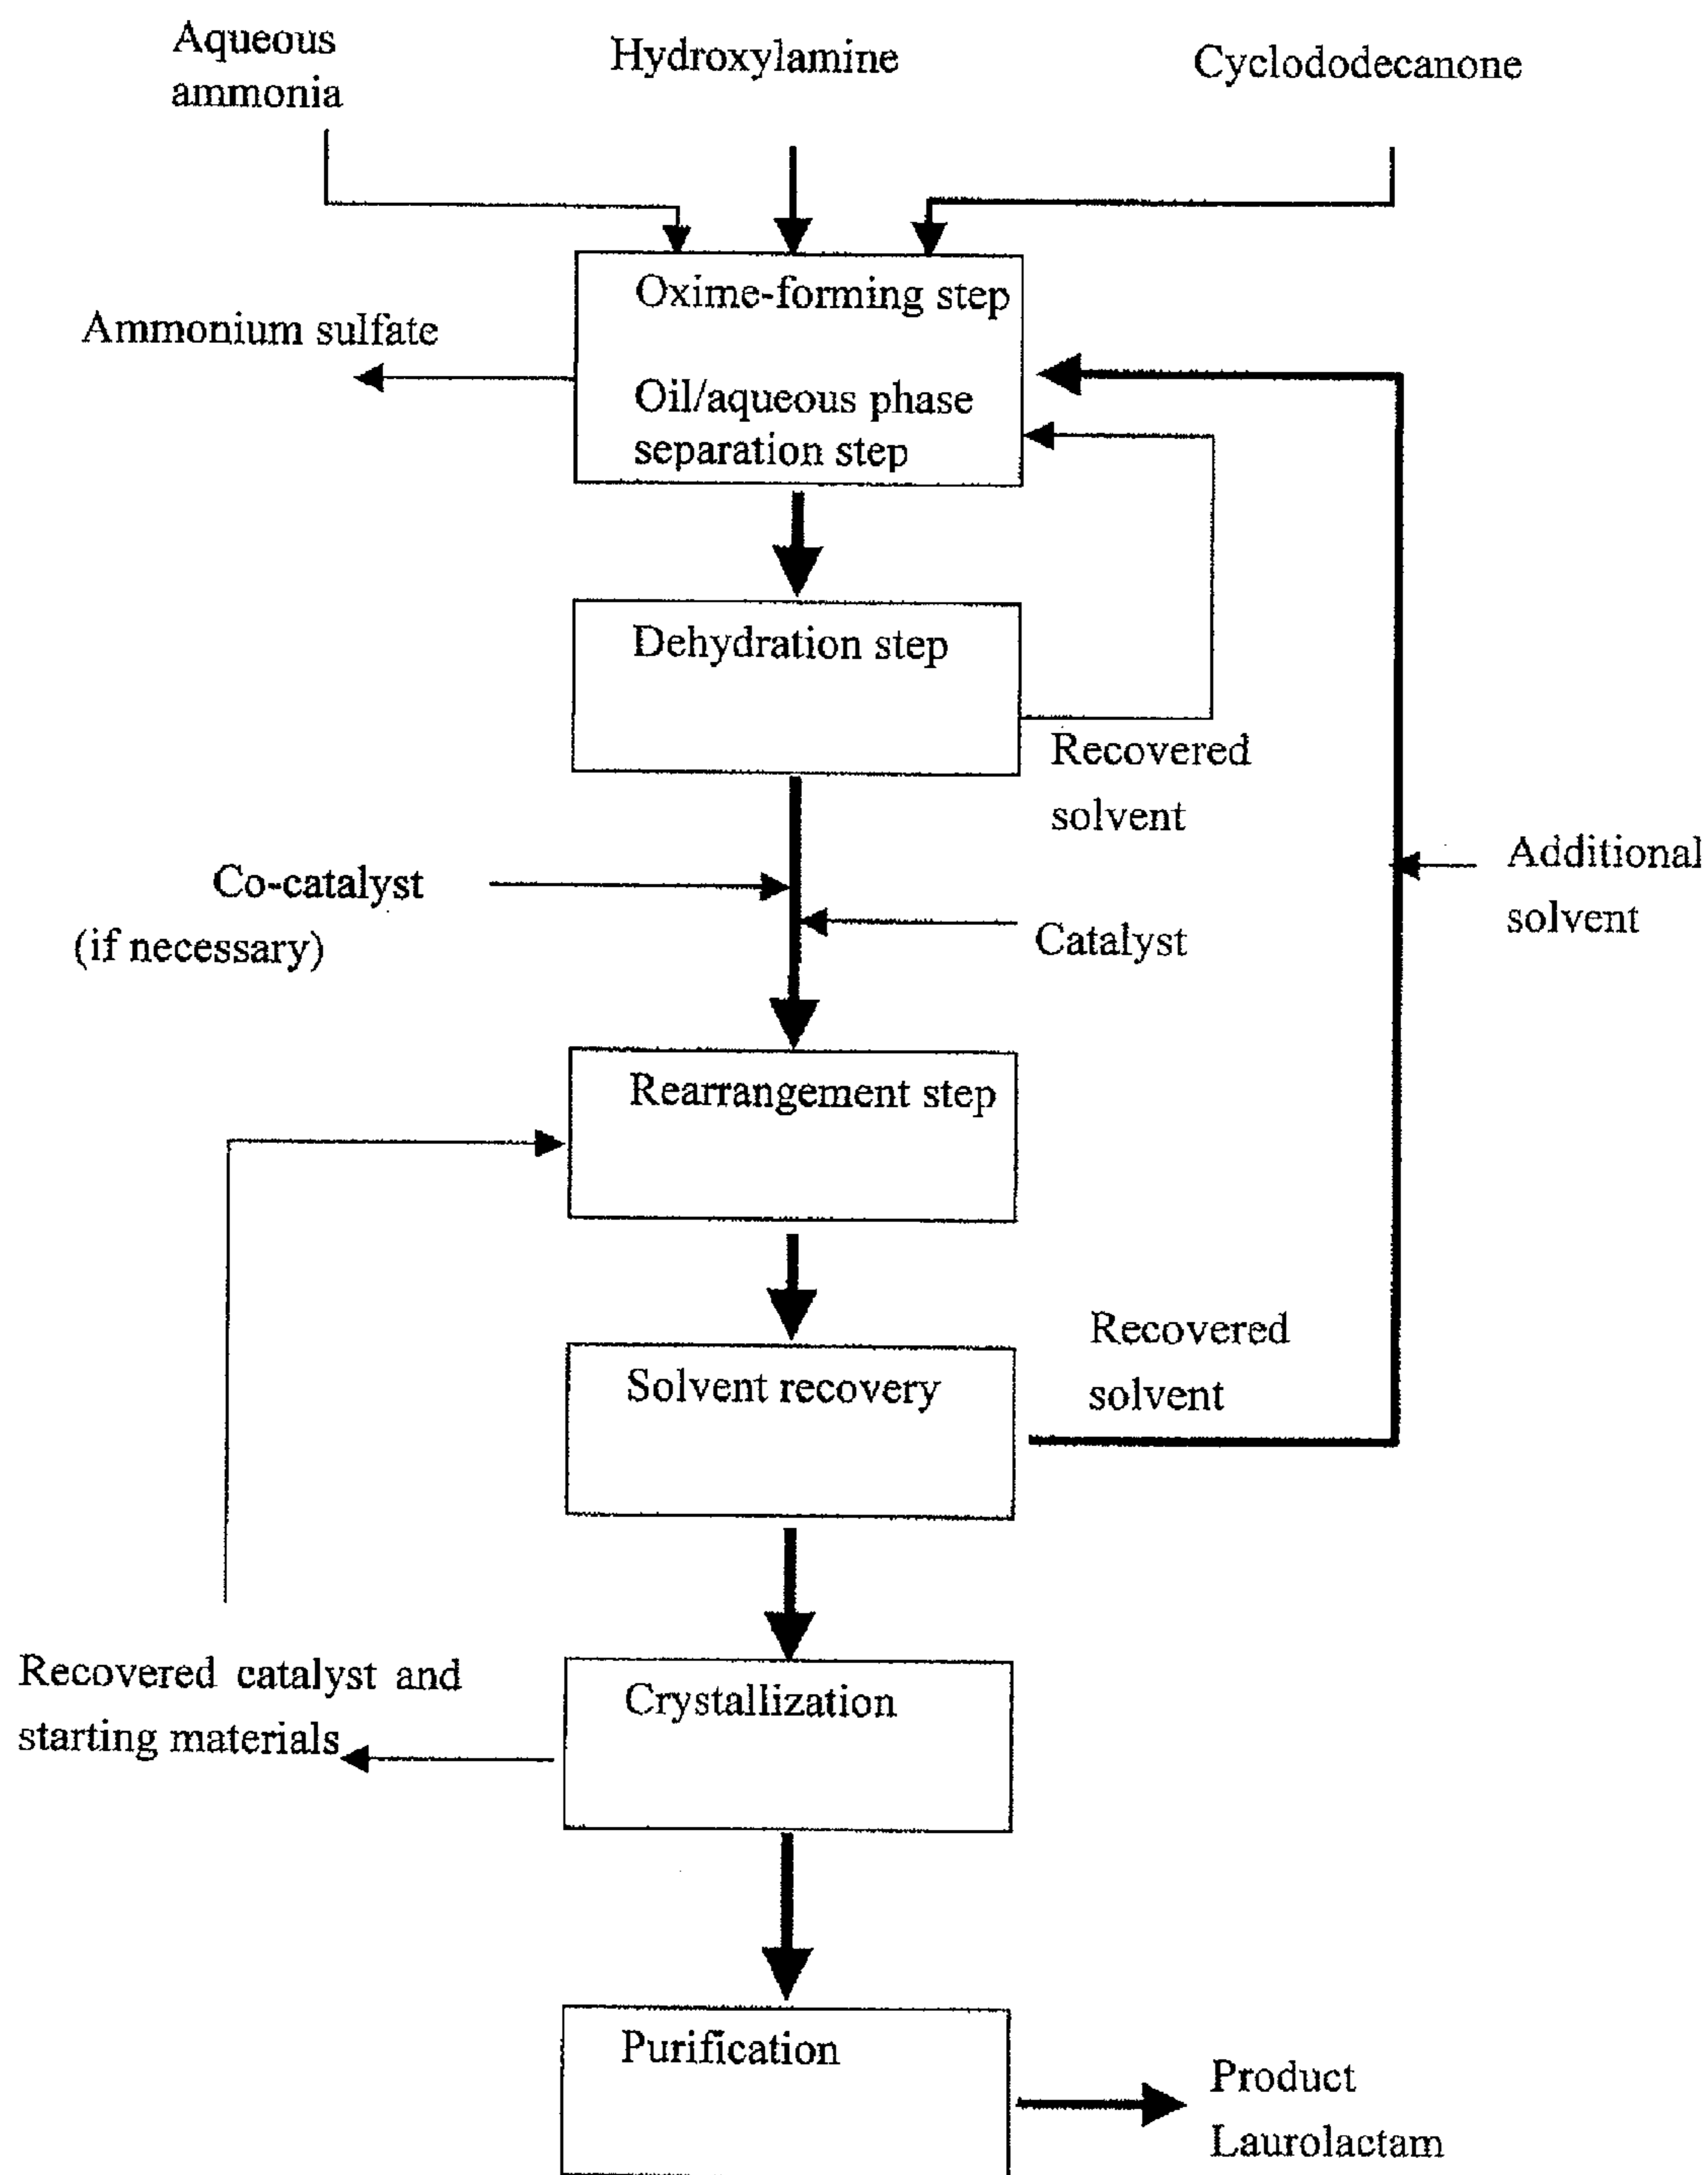 Aqueous
ammonia
Hydroxylamine
Cyclododecanone
Oxime-forming step
Ammonium sulfate
Oil/aqueous phase
separation step
Dehydration step
Recovered
solvent
Additional
solvent
Co-catalyst
(if necessary)
Catalyst
Rearrangement step
Recovered
solvent
Solvent recovery
Recovered catalyst and
starting materials
Crystallization
Purification
Product
Laurolactam